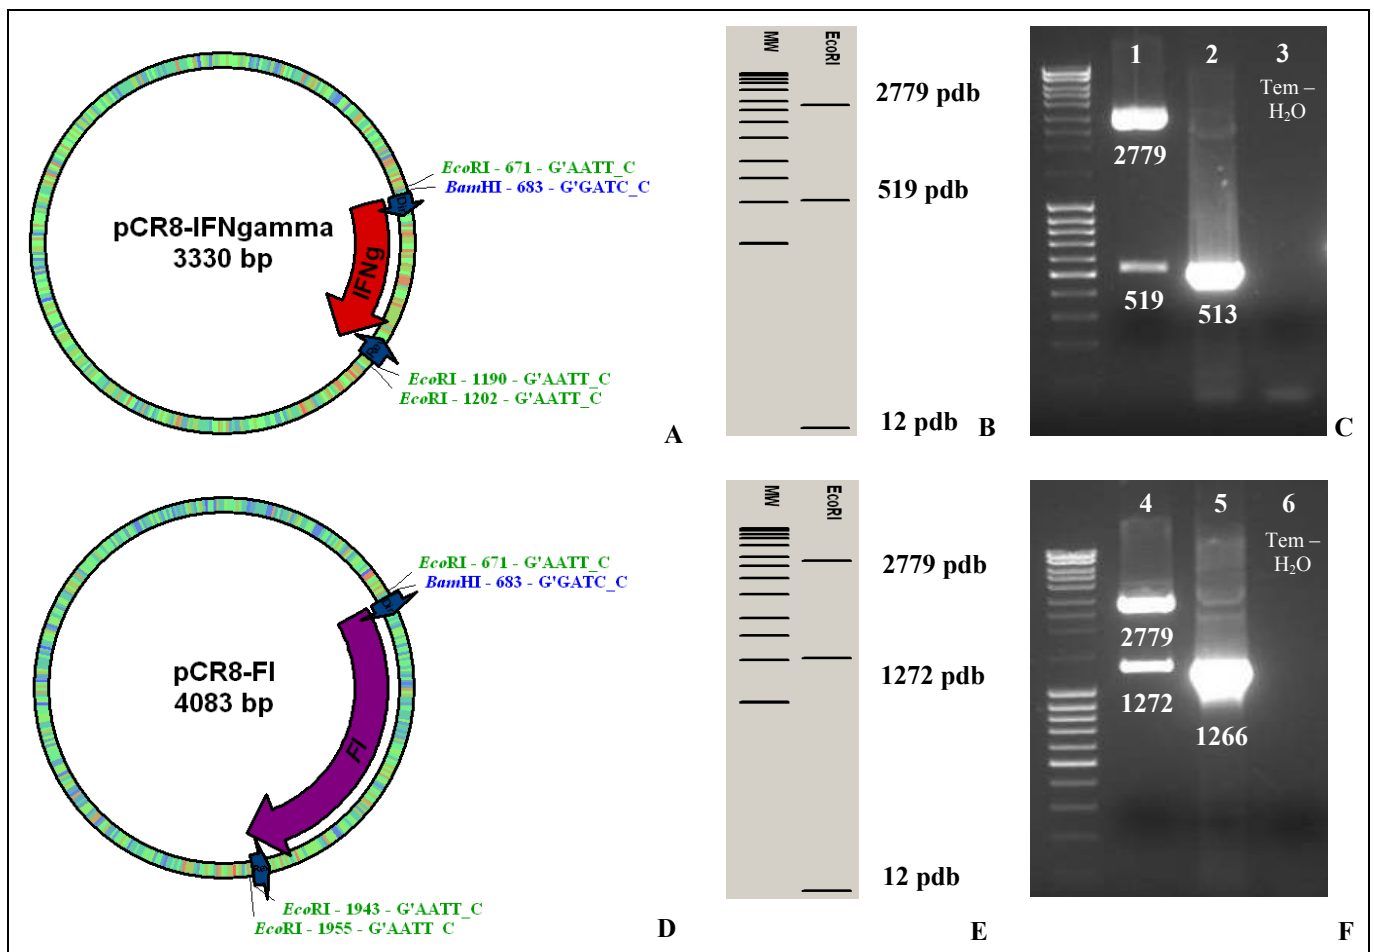 EcoRI - 671 - G'AATT_C
BamHI - 683 - G'GATC_C
pCR8-IFNgamma
3330 bp
IFNg
EcoRI - 1190 - G'AATT_C
EcoRI - 1202 - G'AATT_C
A
MW
EcoRI
2779 pdb
519 pdb
12 pdb
B
1
2
3
Tem –
H₂O
2779
519
513
C
EcoRI - 671 - G'AATT_C
BamHI - 683 - G'GATC_C
pCR8-FI
4083 bp
FI
EcoRI - 1943 - G'AATT_C
EcoRI - 1955 - G'AATT C
D
MW
EcoRI
2779 pdb
1272 pdb
12 pdb
E
4
5
6
Tem –
H₂O
2779
1272
1266
F